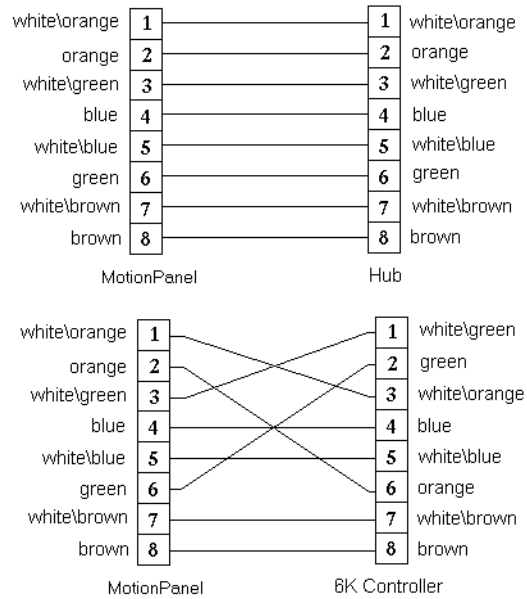 white\orange 1 1 white\orange
orange 2 2 orange
white\green 3 3 white\green
blue 4 4 blue
white\blue 5 5 white\blue
green 6 6 green
white\brown 7 7 white\brown
brown 8 8 brown
MotionPanel Hub
white\orange 1 1 white\green
orange 2 2 green
white\green 3 3 white\orange
blue 4 4 blue
white\blue 5 5 white\blue
green 6 6 orange
white\brown 7 7 white\brown
brown 8 8 brown
MotionPanel 6K Controller